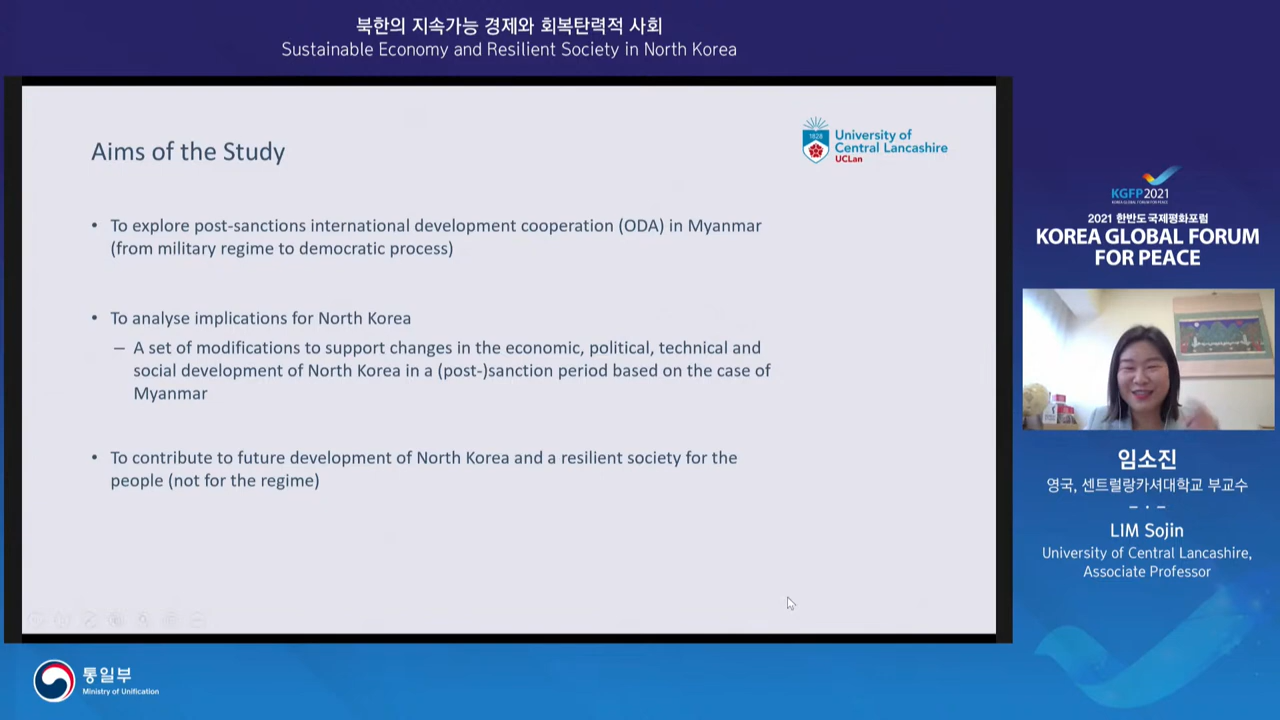 북한의 지속가능 경제와 회복탄력적 사회
Sustainable Economy and Resilient Society in North Korea
Aims of the Study
1828
University of
Central Lancashire
UCLan
• To explore post-sanctions international development cooperation (ODA) in Myanmar
(from military regime to democratic process)
• To analyse implications for North Korea
– A set of modifications to support changes in the economic, political, technical and
social development of North Korea in a (post-)sanction period based on the case of
Myanmar
• To contribute to future development of North Korea and a resilient society for the
people (not for the regime)
KGFP2021
KOREA GLOBAL FORUM FOR PEACE
2021 한반도국제평화포럼
KOREA GLOBAL FORUM
FOR PEACE
임소진
영국, 센트럴랑카셔대학교 부교수
LIM Sojin
University of Central Lancashire,
Associate Professor
통일부
Ministry of Unification